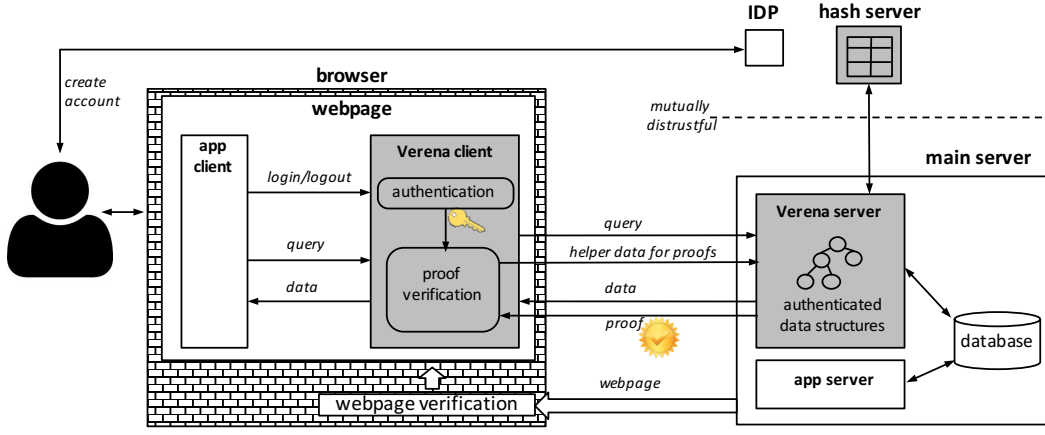 IDP
hash server
create
account
browser
webpage
mutually
distrustful
app
client
Verena client
main server
login/logout
authentication
Verena server
query
query
helper data for proofs
proof
verification
data
data
authenticated
data structures
proof
database
webpage
app server
webpage verification